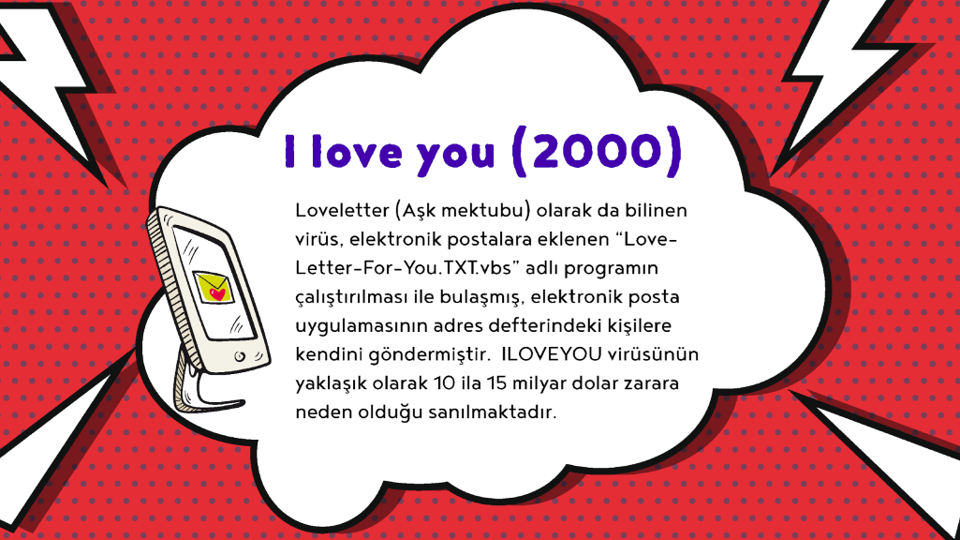 I love you (2000)
Loveletter (Aşk mektubu) olarak da bilinen
virüs, elektronik postalara eklenen “Love-
Letter-For-You.TXT.vbs” adlı programın
çalıştırılması ile bulaşmış, elektronik posta
uygulamasının adres defterindeki kişilere
kendini göndermiştir.  ILOVEYOU virüsünün
yaklaşık olarak 10 ila 15 milyar dolar zarara
neden olduğu sanılmaktadır.